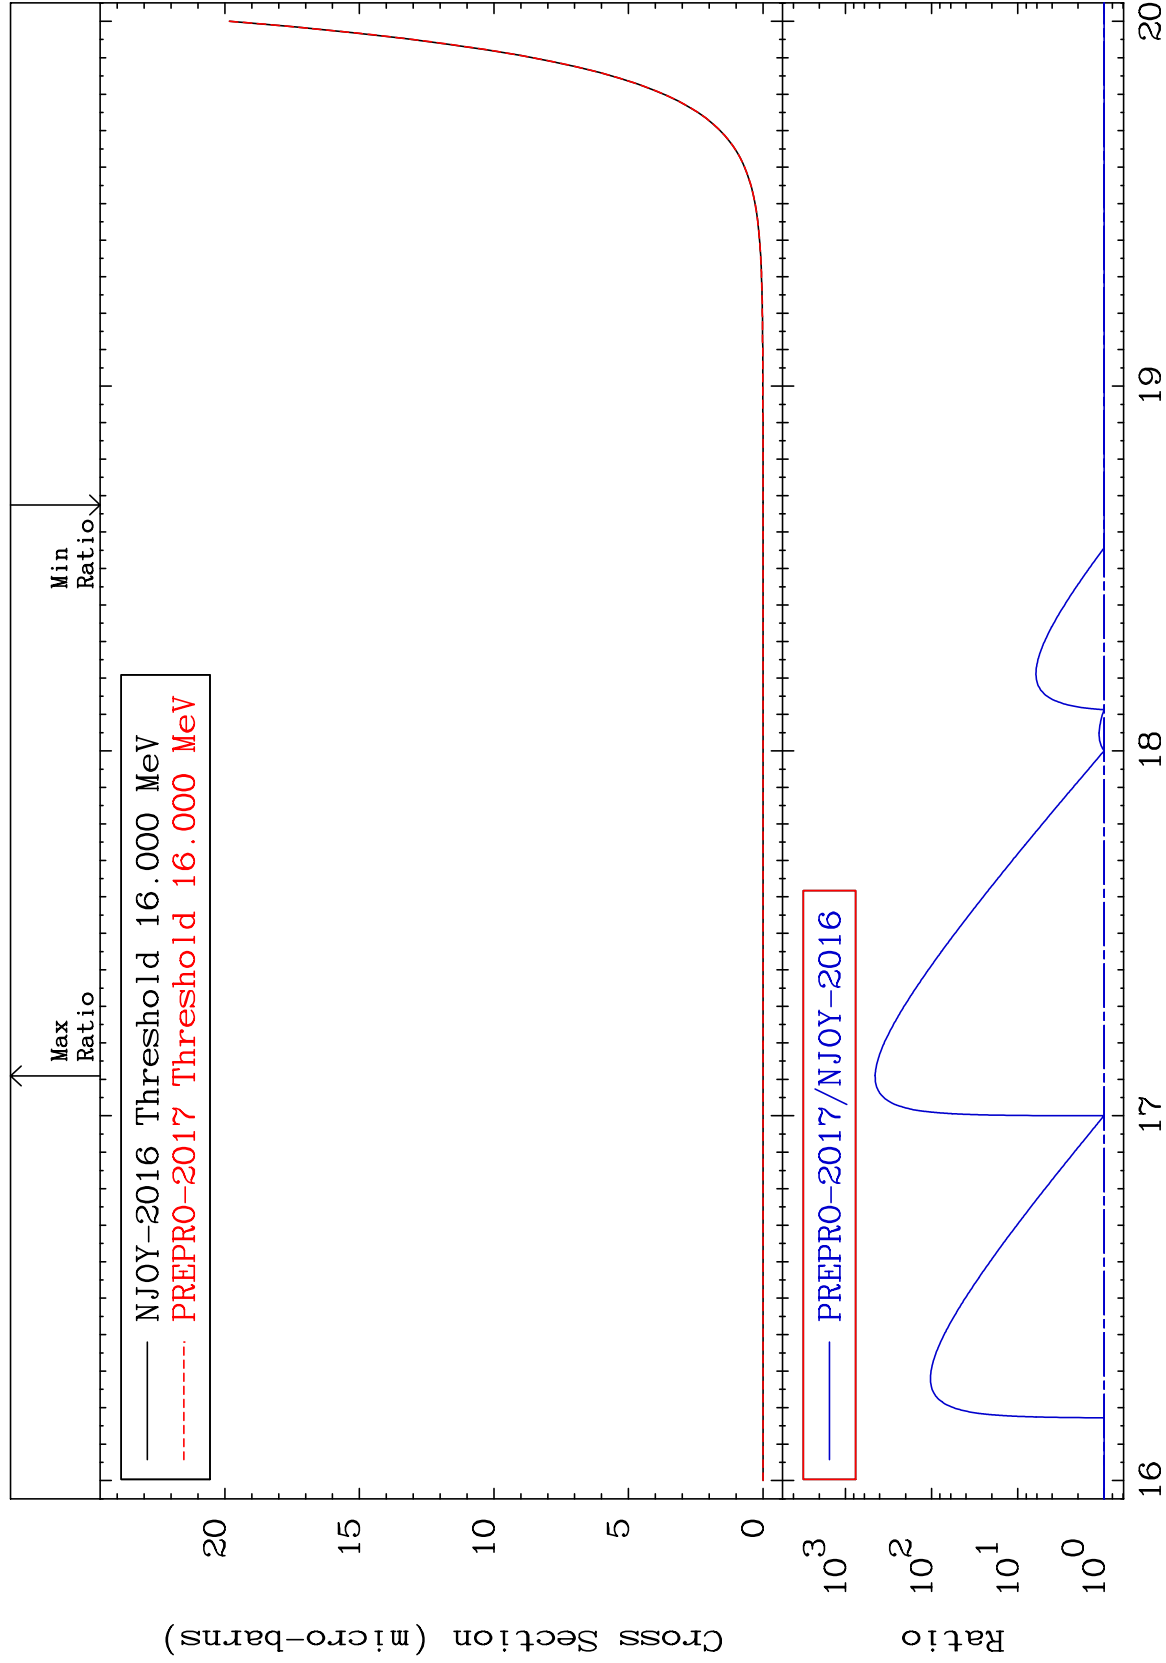 Max
Ratio
Min
Ratio
NJOY-2016 Threshold 16.000 MeV
PREPRO-2017 Threshold 16.000 MeV
20
15
10
5
0
Cross Section (micro-barns)
PREPRO-2017/NJOY-2016
10^3
10^2
10^1
10^0
Ratio
16
17
18
19
20